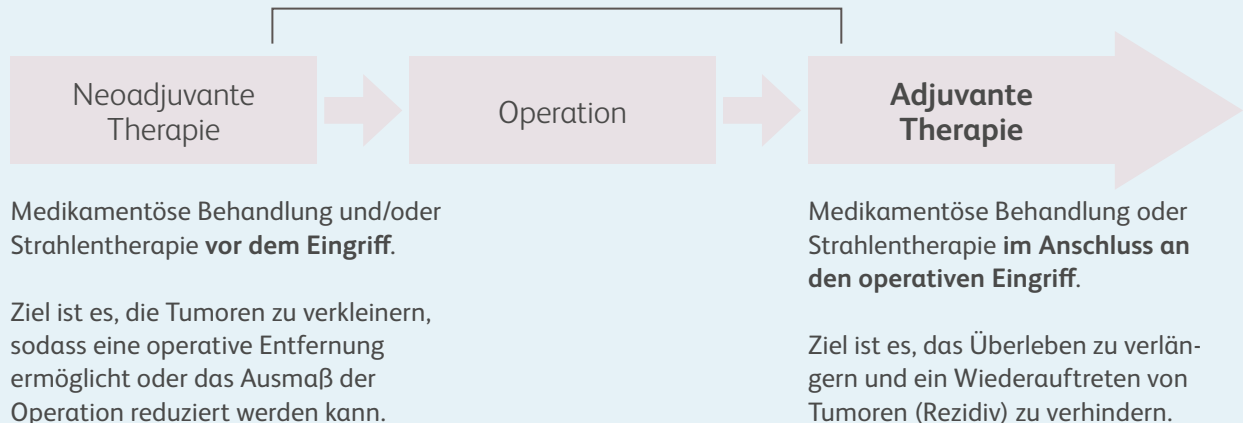 Neoadjuvante
Therapie
Operation
Adjuvante
Therapie
Medikamentöse Behandlung und/oder
Strahlentherapie vor dem Eingriff.
Ziel ist es, die Tumoren zu verkleinern,
sodass eine operative Entfernung
ermöglicht oder das Ausmaß der
Operation reduziert werden kann.
Medikamentöse Behandlung oder
Strahlentherapie im Anschluss an
den operativen Eingriff.
Ziel ist es, das Überleben zu verlän-
gern und ein Wiederauftreten von
Tumoren (Rezidiv) zu verhindern.